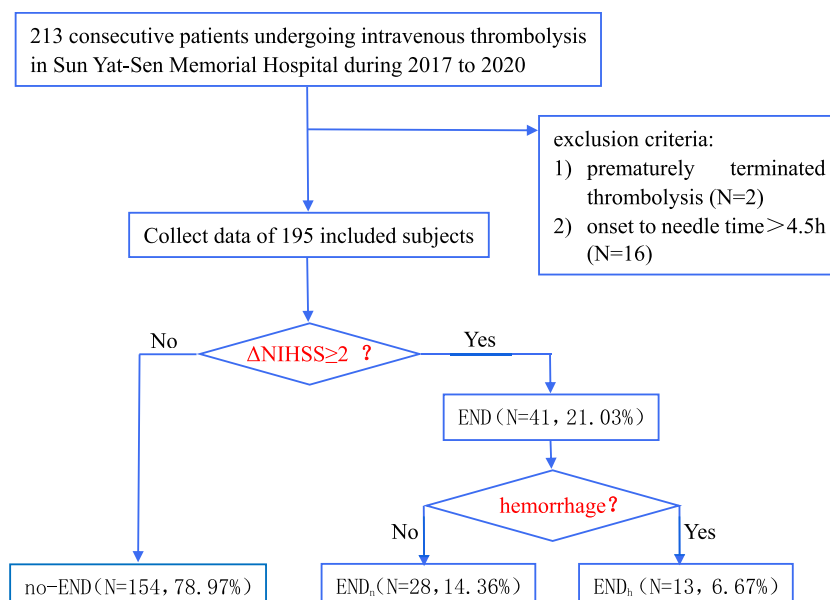 213 consecutive patients undergoing intravenous thrombolysis
in Sun Yat-Sen Memorial Hospital during 2017 to 2020
exclusion criteria:
1) prematurely terminated
thrombolysis (N=2)
2) onset to needle time＞4.5h
(N=16)
Collect data of 195 included subjects
No
ΔNIHSS≥2 ？
Yes
END（N=41，21.03%）
hemorrhage？
No
Yes
no-END(N=154，78.97%)
ENDₙ(N=28，14.36%)
ENDₕ（N=13，6.67%）